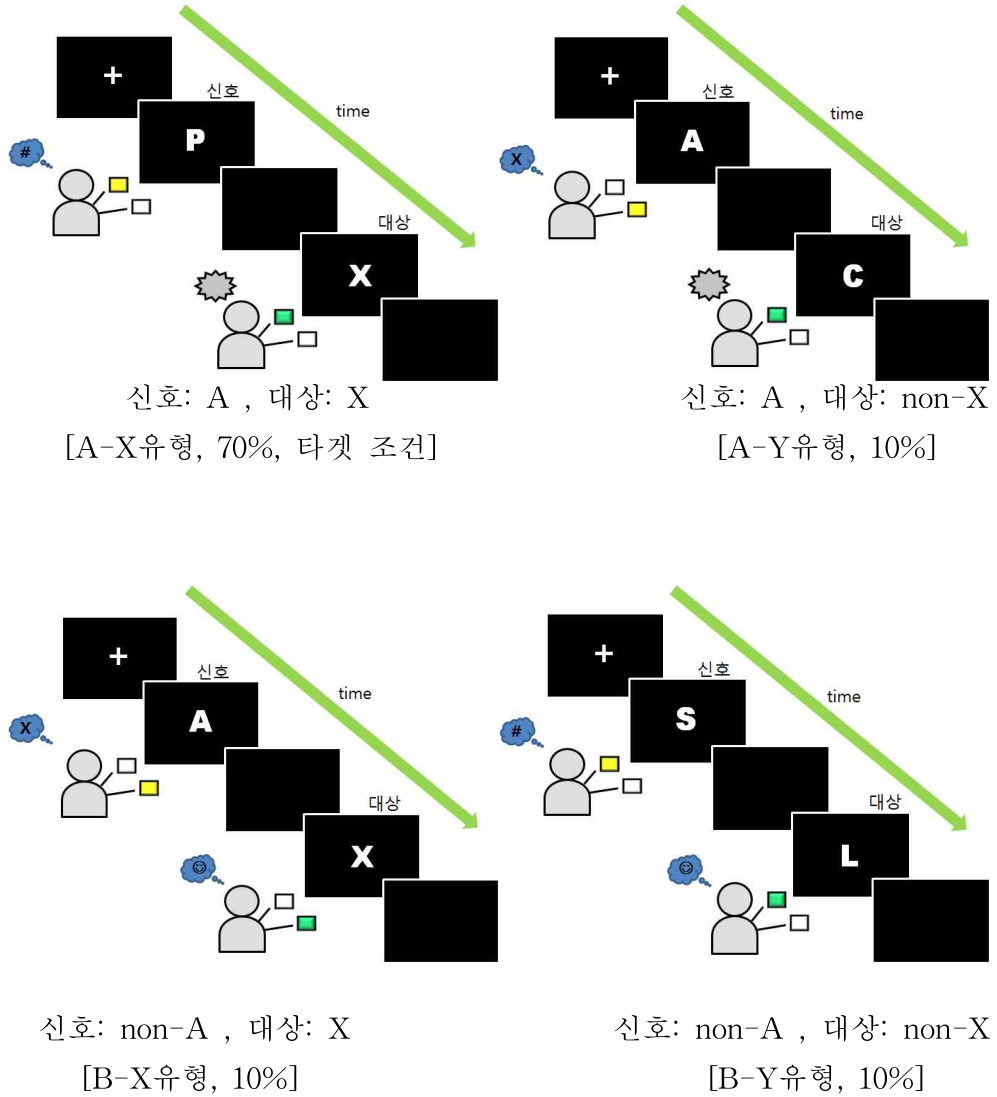 +
신호
time
P
#
대상
X
신호: A , 대상: X
[A-X유형, 70%, 타겟 조건]
+
신호
time
A
X
대상
C
신호: A , 대상: non-X
[A-Y유형, 10%]
+
신호
time
A
X
대상
X
신호: non-A , 대상: X
[B-X유형, 10%]
+
신호
time
S
#
대상
L
신호: non-A , 대상: non-X
[B-Y유형, 10%]